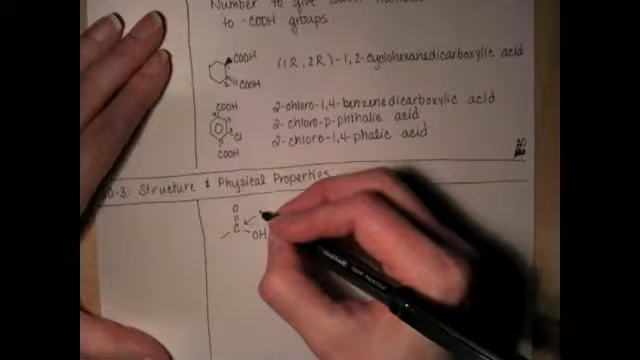 Number to give lowest numbers
to -COOH groups.
COOH
COOH
(1R, 2R)-1,2-cyclohexanedicarboxylic acid
COOH
Cl
COOH
2-chloro-1,4-benzenedicarboxylic acid
2-chloro-p-phthalic acid
2-chloro-1,4-phalic acid
0-3: Structure & Physical Properties
O
C
OH